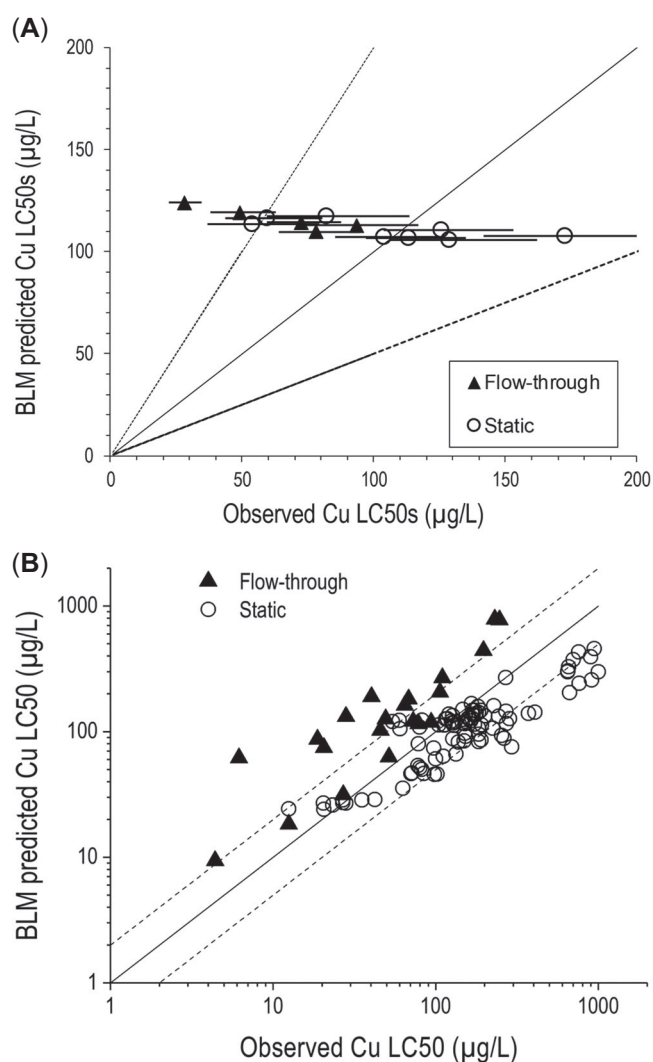 (A)
200
150
100
50
0
BLM predicted Cu LC50s (µg/L)
Flow-through
Static
0
50
100
150
200
Observed Cu LC50s (µg/L)
(B)
Flow-through
Static
1000
100
10
1
BLM predicted Cu LC50 (µg/L)
1
10
100
1000
Observed Cu LC50 (µg/L)